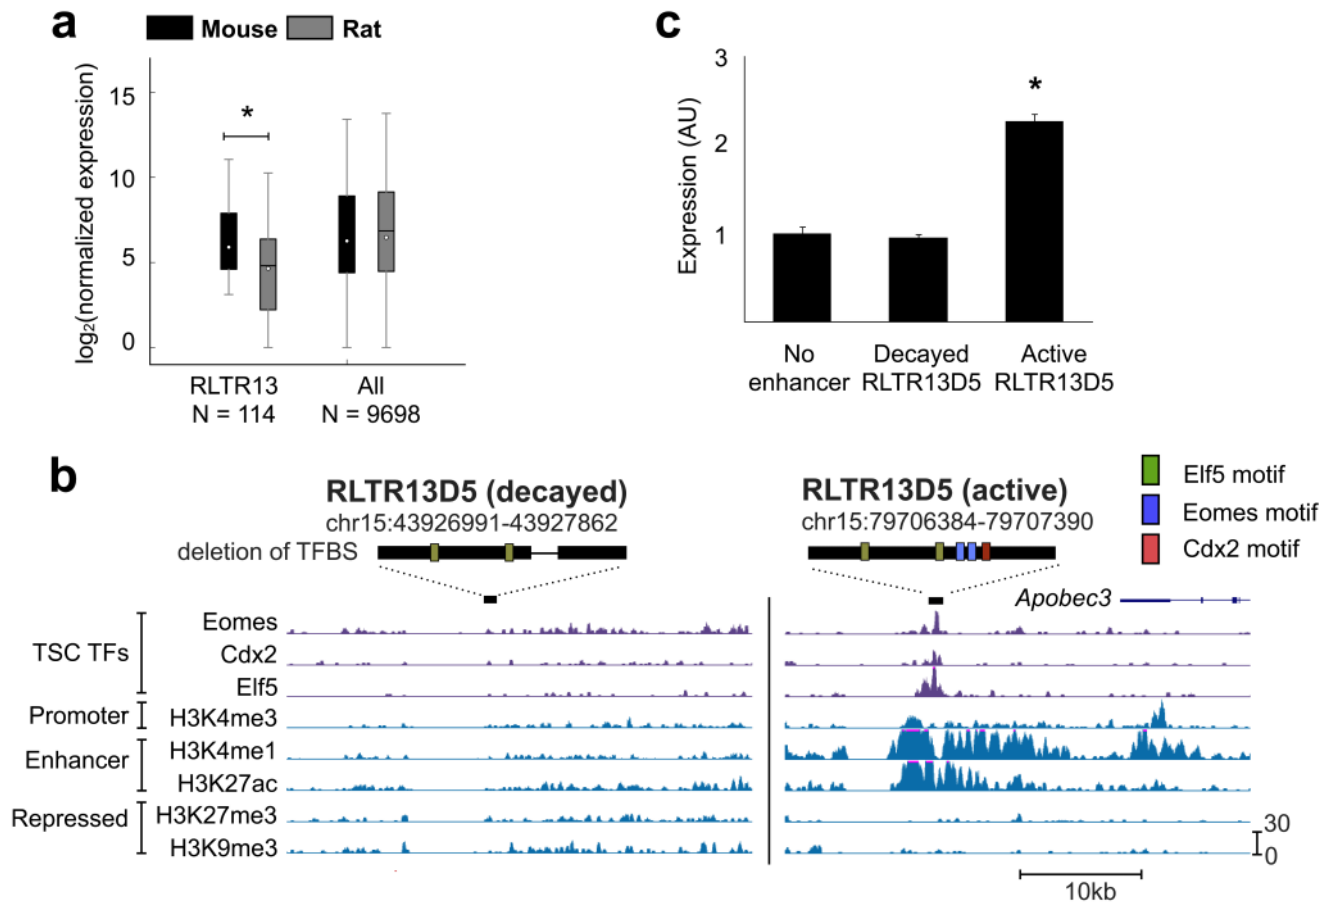 a
Mouse Rat
log2(normalized expression)
15
10
5
0
*
RLTR13
N = 114
All
N = 9698
c
Expression (AU)
3
2
1
*
No
enhancer
Decayed
RLTR13D5
Active
RLTR13D5
b
RLTR13D5 (decayed)
chr15:43926991-43927862
deletion of TFBS
RLTR13D5 (active)
chr15:79706384-79707390
Elf5 motif
Eomes motif
Cdx2 motif
Apobec3
TSC TFs
Eomes
Cdx2
Elf5
Promoter
H3K4me3
Enhancer
H3K4me1
H3K27ac
Repressed
H3K27me3
H3K9me3
30
0
10kb